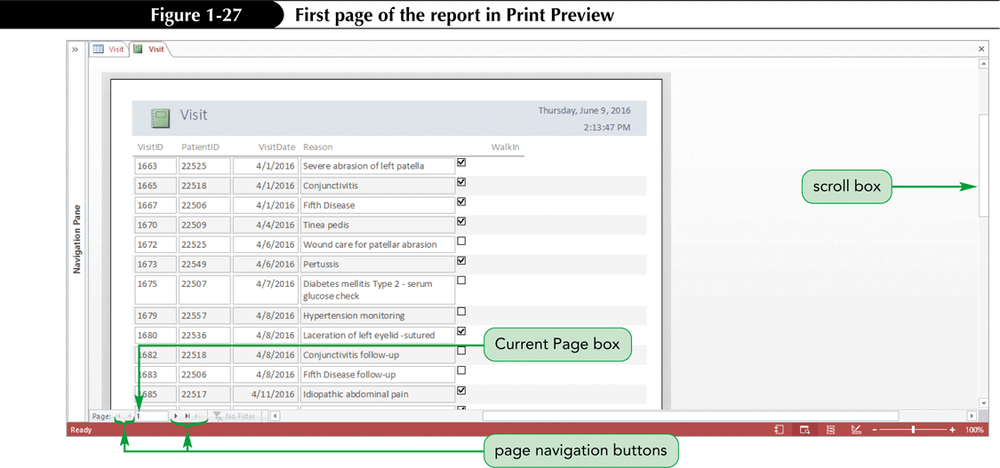 Figure 1-27 First page of the report in Print Preview
» Visit Visit ×
Visit Thursday, June 9, 2016
2:13:47 PM
VisitID PatientID VisitDate Reason WalkIn
1663 22525 4/1/2016 Severe abrasion of left patella
1665 22518 4/1/2016 Conjunctivitis
1667 22506 4/1/2016 Fifth Disease
1670 22509 4/4/2016 Tinea pedis
1672 22525 4/6/2016 Wound care for patellar abrasion
1673 22549 4/6/2016 Pertussis
1675 22507 4/7/2016 Diabetes mellitis Type 2 - serum
glucose check
1679 22557 4/8/2016 Hypertension monitoring
1680 22536 4/8/2016 Laceration of left eyelid -sutured
1682 22518 4/8/2016 Conjunctivitis follow-up
1683 22506 4/8/2016 Fifth Disease follow-up
1685 22517 4/11/2016 Idiopathic abdominal pain
Navigation Pane
scroll box
Current Page box
Page: 1 No Filter
Ready 100%
page navigation buttons